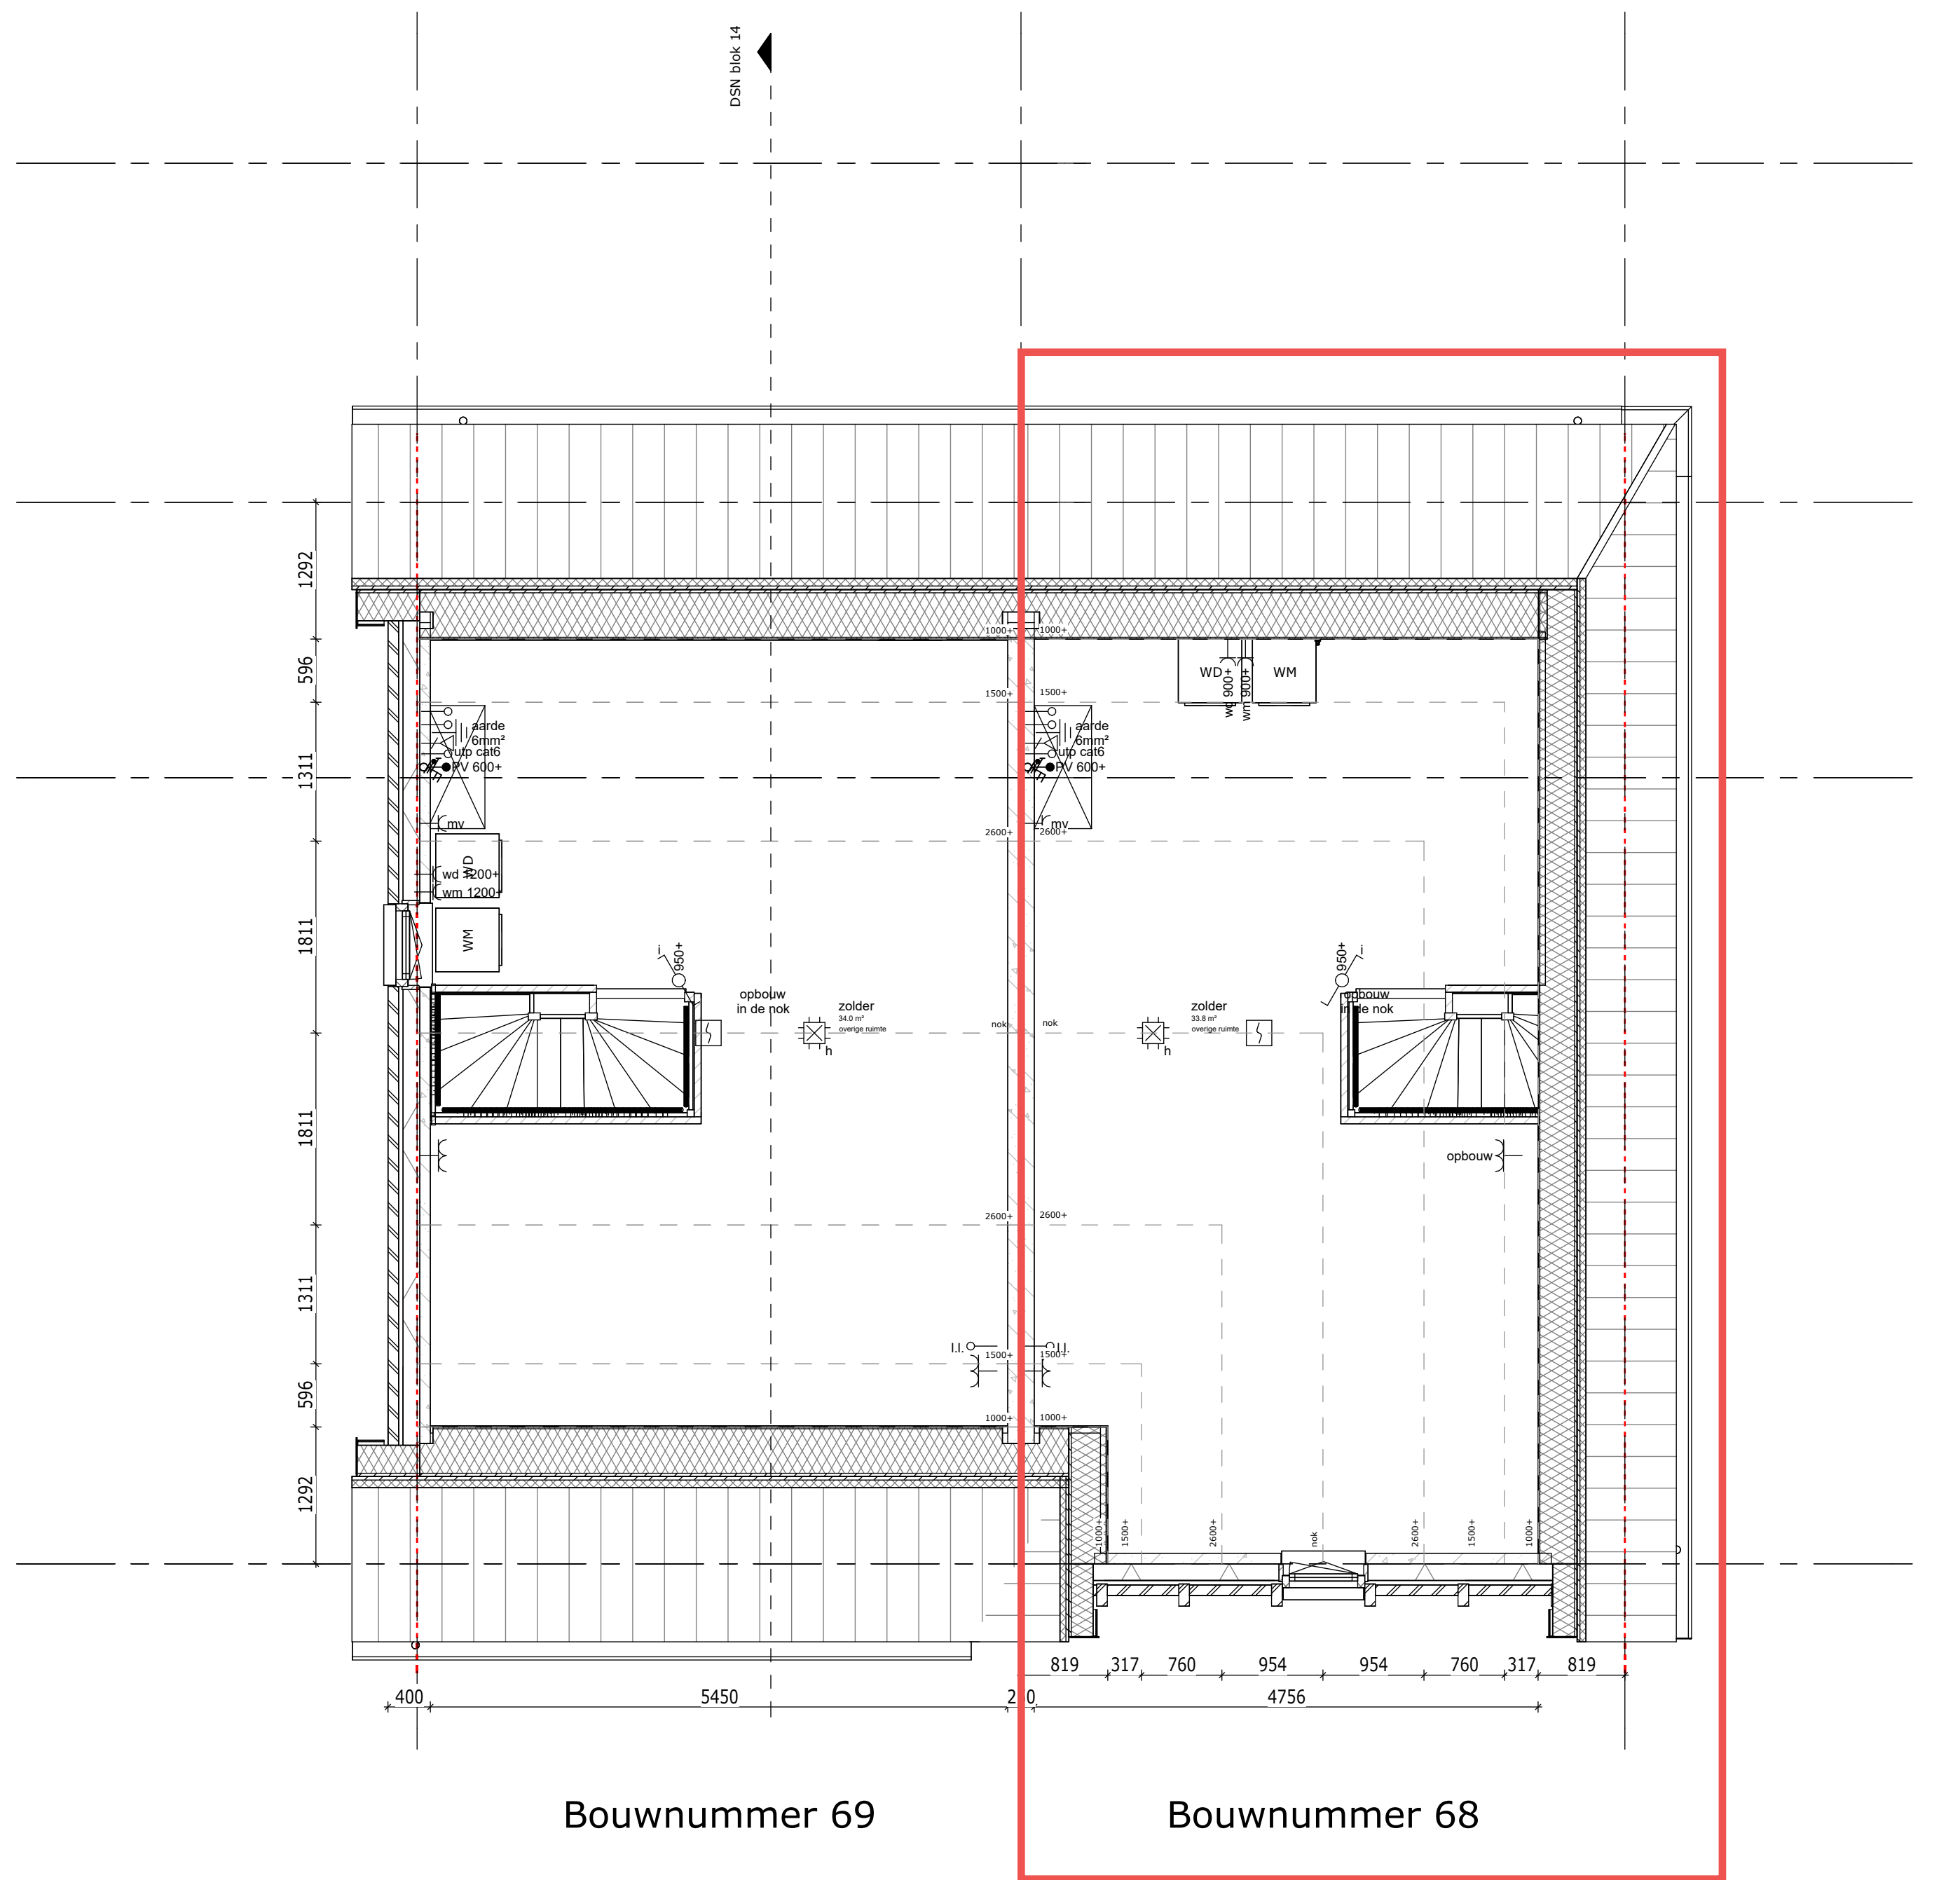 DSN blok 14
1292
596
1311
1811
1811
1311
596
1292
1000+
1000+
1500+
1500+
WD
WM
wd 900+
wm 900+
aarde
6mm²
utp cat6
PV 600+
mv
aarde
6mm²
utp cat6
PV 600+
mv
2600+
2600+
WD
wd 1200+
wm 1200+
WM
i
950+
950+
i
opbouw
in de nok
zolder
34.0 m²
overige ruimte
h
nok
nok
zolder
33.8 m²
overige ruimte
h
opbouw
in de nok
opbouw
2600+
2600+
l.l.
l.l.
1500+
1500+
1000+
1000+
1000+
1500+
2600+
nok
2600+
1500+
1000+
819
317
760
954
954
760
317
819
400
5450
4756
Bouwnummer 69
Bouwnummer 68